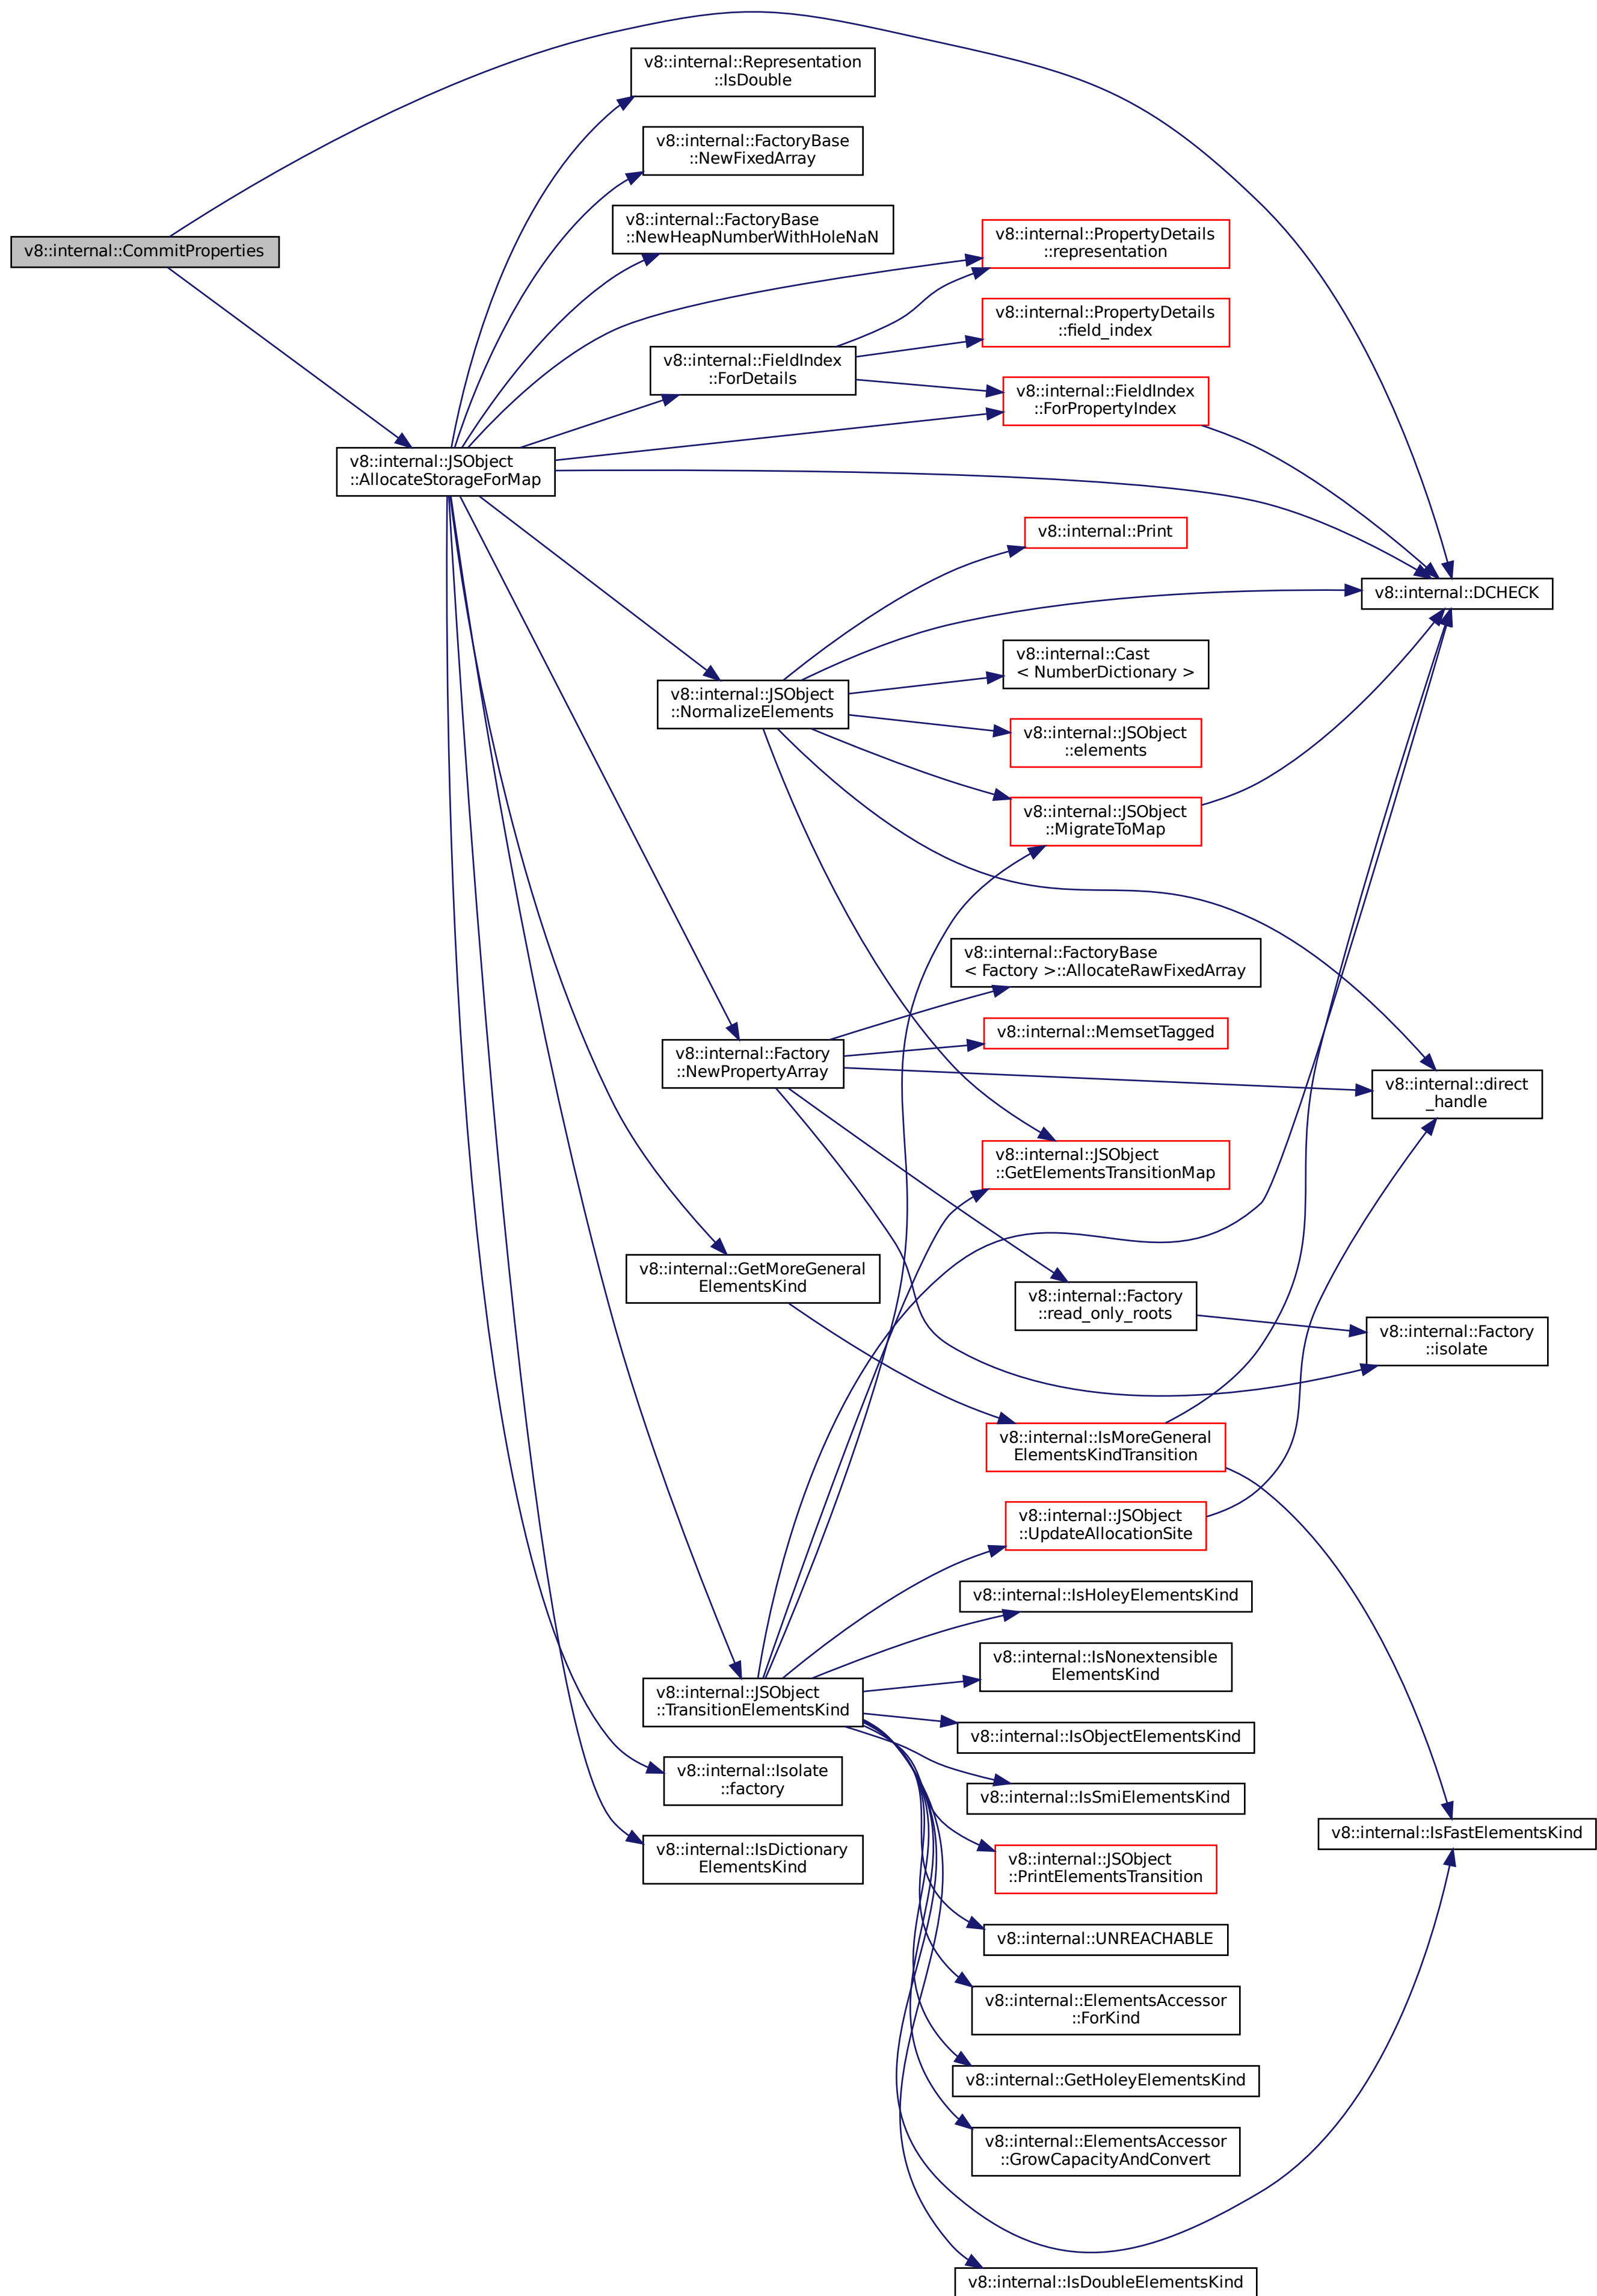 v8::internal::CommitProperties
v8::internal::JSObject
::AllocateStorageForMap
v8::internal::Representation
::IsDouble
v8::internal::FactoryBase
::NewFixedArray
v8::internal::FactoryBase
::NewHeapNumberWithHoleNaN
v8::internal::FieldIndex
::ForDetails
v8::internal::JSObject
::NormalizeElements
v8::internal::Factory
::NewPropertyArray
v8::internal::GetMoreGeneral
ElementsKind
v8::internal::JSObject
::TransitionElementsKind
v8::internal::Isolate
::factory
v8::internal::IsDictionary
ElementsKind
v8::internal::PropertyDetails
::representation
v8::internal::PropertyDetails
::field_index
v8::internal::FieldIndex
::ForPropertyIndex
v8::internal::Print
v8::internal::Cast
< NumberDictionary >
v8::internal::JSObject
::elements
v8::internal::JSObject
::MigrateToMap
v8::internal::FactoryBase
< Factory >::AllocateRawFixedArray
v8::internal::MemsetTagged
v8::internal::JSObject
::GetElementsTransitionMap
v8::internal::Factory
::read_only_roots
v8::internal::IsMoreGeneral
ElementsKindTransition
v8::internal::JSObject
::UpdateAllocationSite
v8::internal::IsHoleyElementsKind
v8::internal::IsNonextensible
ElementsKind
v8::internal::IsObjectElementsKind
v8::internal::IsSmiElementsKind
v8::internal::JSObject
::PrintElementsTransition
v8::internal::UNREACHABLE
v8::internal::ElementsAccessor
::ForKind
v8::internal::GetHoleyElementsKind
v8::internal::ElementsAccessor
::GrowCapacityAndConvert
v8::internal::IsDoubleElementsKind
v8::internal::DCHECK
v8::internal::direct
_handle
v8::internal::Factory
::isolate
v8::internal::IsFastElementsKind